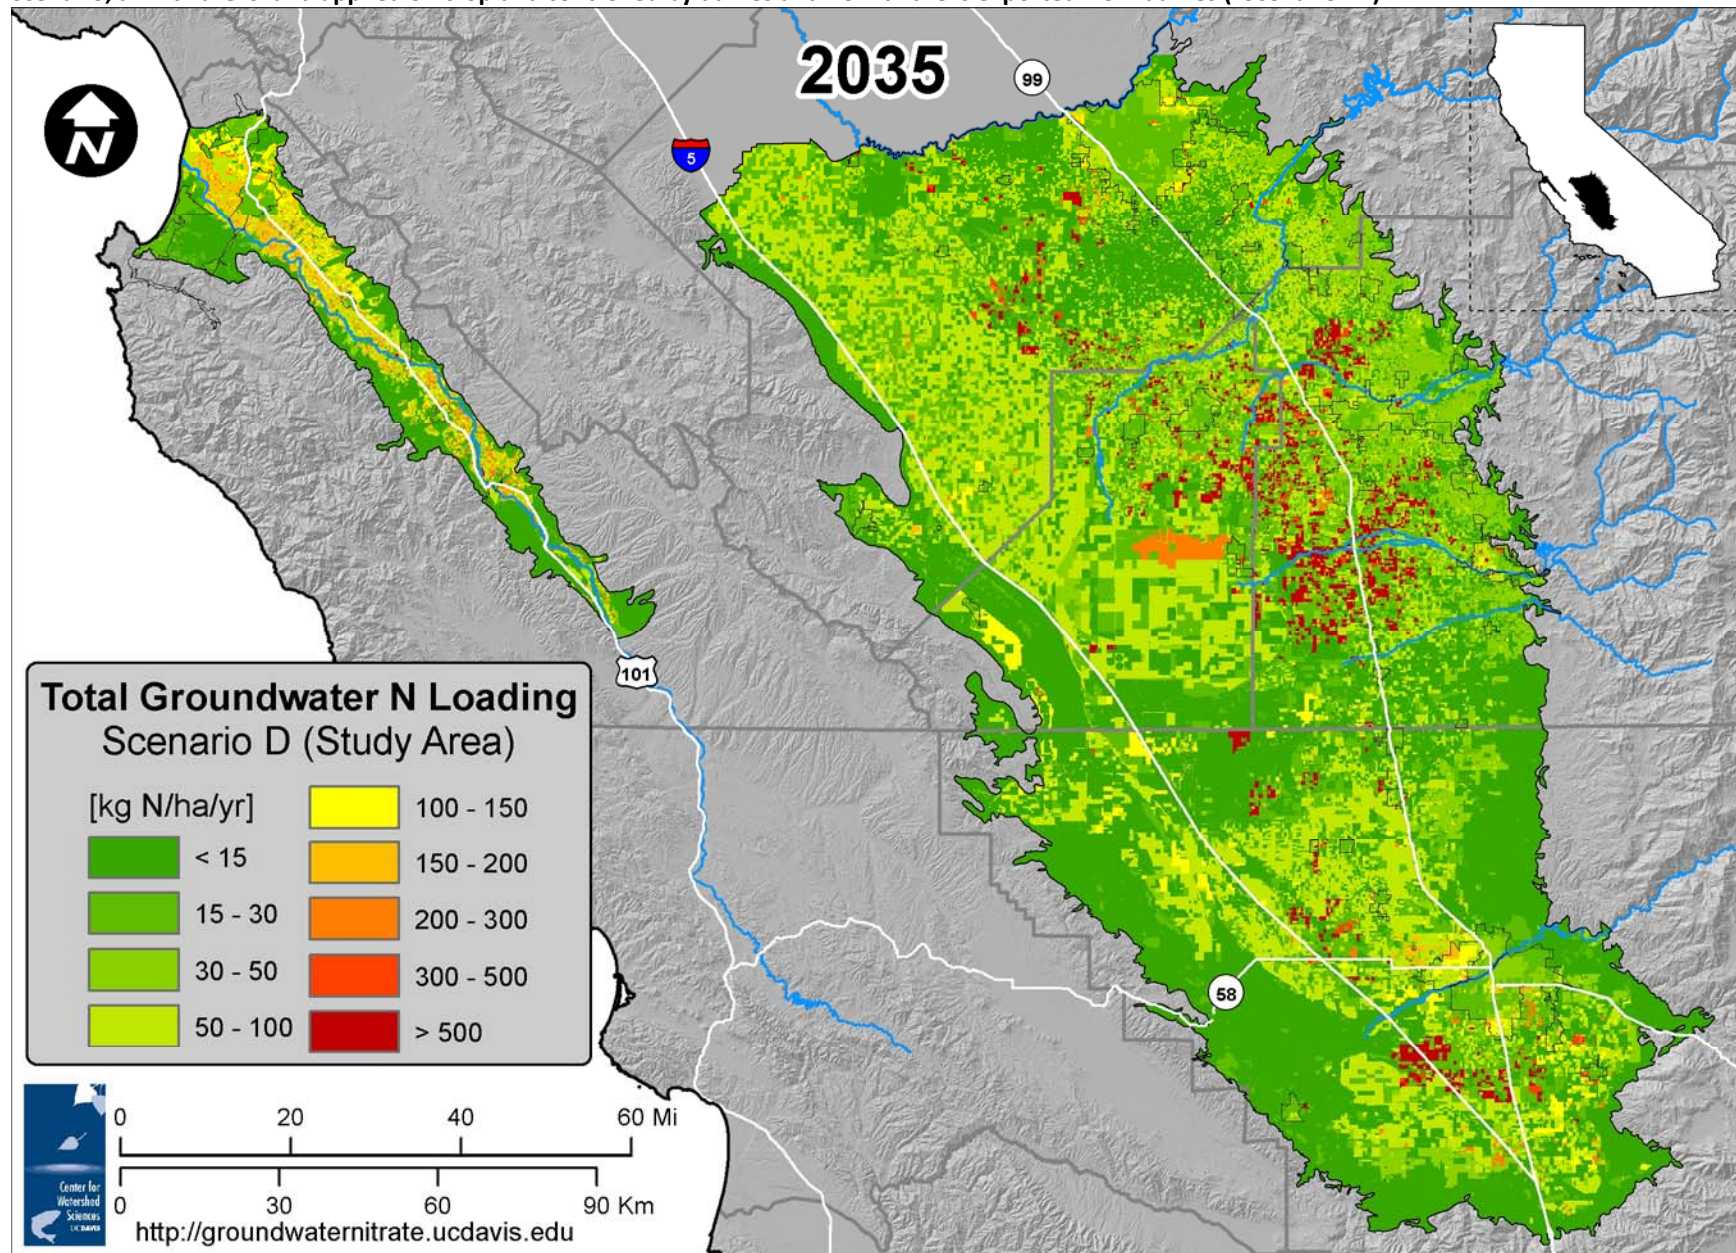 2035
N
99
5
101
58
Total Groundwater N Loading
Scenario D (Study Area)
[kg N/ha/yr]
< 15
15 - 30
30 - 50
50 - 100
100 - 150
150 - 200
200 - 300
300 - 500
> 500
0 20 40 60 Mi
0 30 60 90 Km
Center for
Watershed
Sciences
UC DAVIS
http://groundwaternitrate.ucdavis.edu